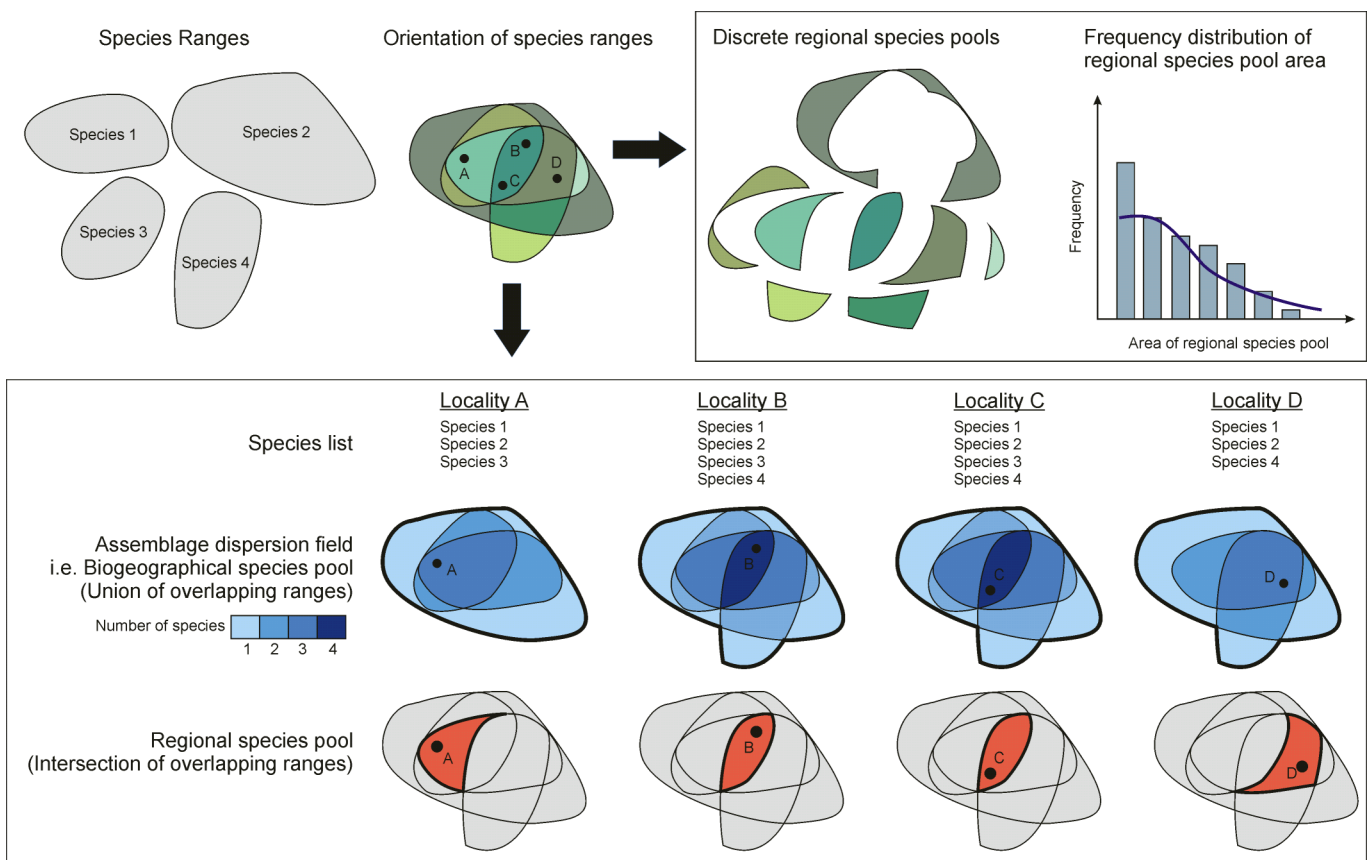 Species Ranges
Orientation of species ranges
Discrete regional species pools
Frequency distribution of
regional species pool area
Species 1
Species 2
Species 3
Species 4
A
B
C
D
Frequency
Area of regional species pool
Locality A
Locality B
Locality C
Locality D
Species list
Species 1
Species 2
Species 3
Species 1
Species 2
Species 3
Species 4
Species 1
Species 2
Species 3
Species 4
Species 1
Species 2
Species 4
Assemblage dispersion field
i.e. Biogeographical species pool
(Union of overlapping ranges)
Number of species
1 2 3 4
A
B
C
D
Regional species pool
(Intersection of overlapping ranges)
A
B
C
D